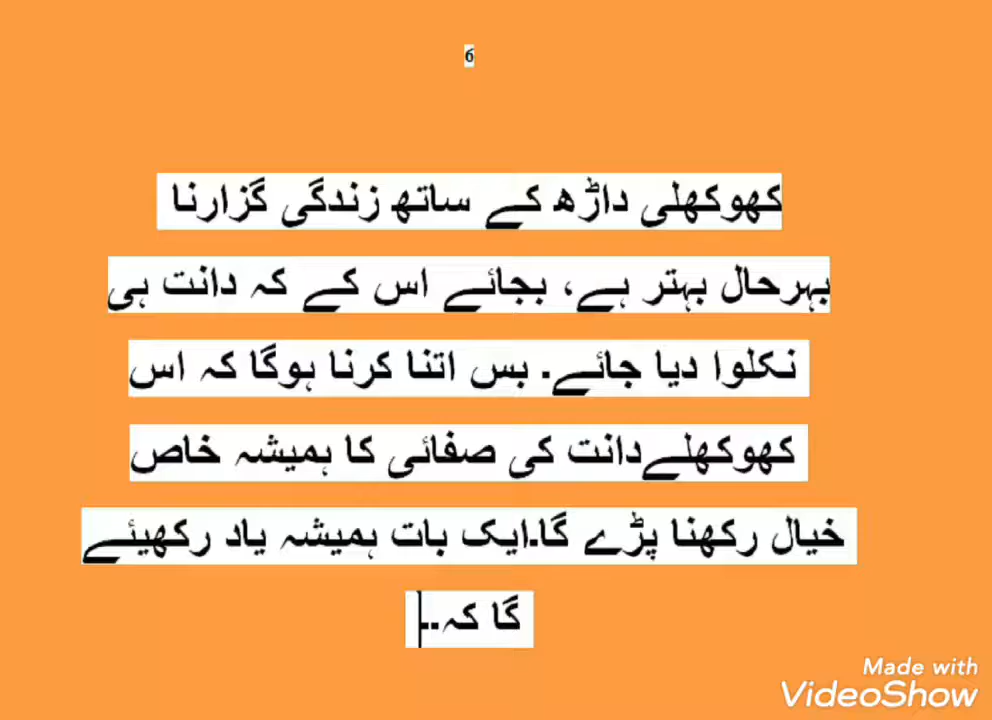 6
کھوکھلی داڑھ کے ساتھ زندگی گزارنا
بہرحال بہتر ہے، بجائے اس کے کہ دانت ہی
نکلوا دیا جائے۔ بس اتنا کرنا ہوگا کہ اس
کھوکھلےدانت کی صفائی کا ہمیشہ خاص
خیال رکھنا پڑے گا۔ایک بات ہمیشہ یاد رکھیئے
گا کہ۔۔
Made with
VideoShow